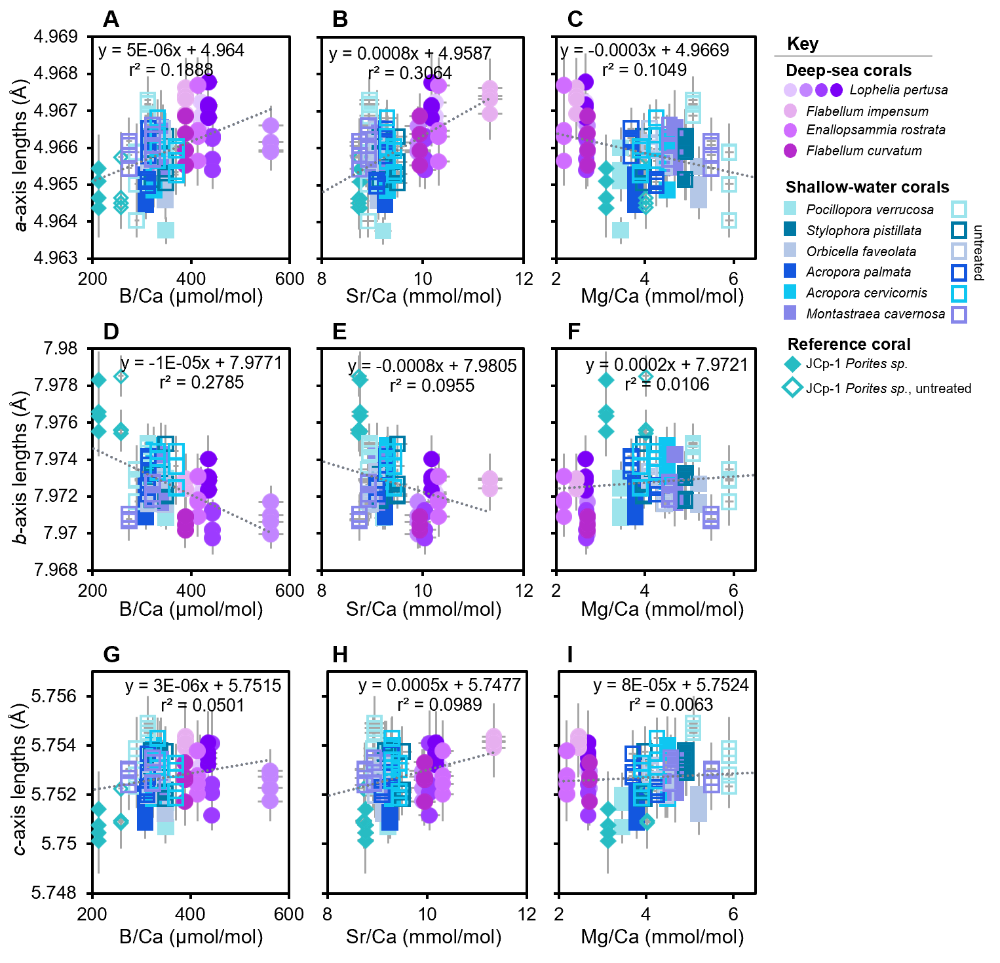 A
B
C
4.969
4.968
4.967
4.966
4.965
4.964
4.963
a-axis lengths (Å)
y = 5E-06x + 4.964
r² = 0.1888
y = 0.0008x + 4.9587
r² = 0.3064
y = -0.0003x + 4.9669
r² = 0.1049
200 400 600
8 10 12
2 4 6
B/Ca (µmol/mol)
Sr/Ca (mmol/mol)
Mg/Ca (mmol/mol)
D
E
F
7.98
7.978
7.976
7.974
7.972
7.97
7.968
b-axis lengths (Å)
y = -1E-05x + 7.9771
r² = 0.2785
y = -0.0008x + 7.9805
r² = 0.0955
y = 0.0002x + 7.9721
r² = 0.0106
200 400 600
8 10 12
2 4 6
B/Ca (µmol/mol)
Sr/Ca (mmol/mol)
Mg/Ca (mmol/mol)
G
H
I
5.756
5.754
5.752
5.75
5.748
c-axis lengths (Å)
y = 3E-06x + 5.7515
r² = 0.0501
y = 0.0005x + 5.7477
r² = 0.0989
y = 8E-05x + 5.7524
r² = 0.0063
200 400 600
8 10 12
2 4 6
B/Ca (µmol/mol)
Sr/Ca (mmol/mol)
Mg/Ca (mmol/mol)
Key
Deep-sea corals
Lophelia pertusa
Flabellum impensum
Enallopsammia rostrata
Flabellum curvatum
Shallow-water corals
Pocillopora verrucosa
Stylophora pistillata
Orbicella faveolata
Acropora palmata
Acropora cervicornis
Montastraea cavernosa
untreated
Reference coral
JCp-1 Porites sp.
JCp-1 Porites sp., untreated